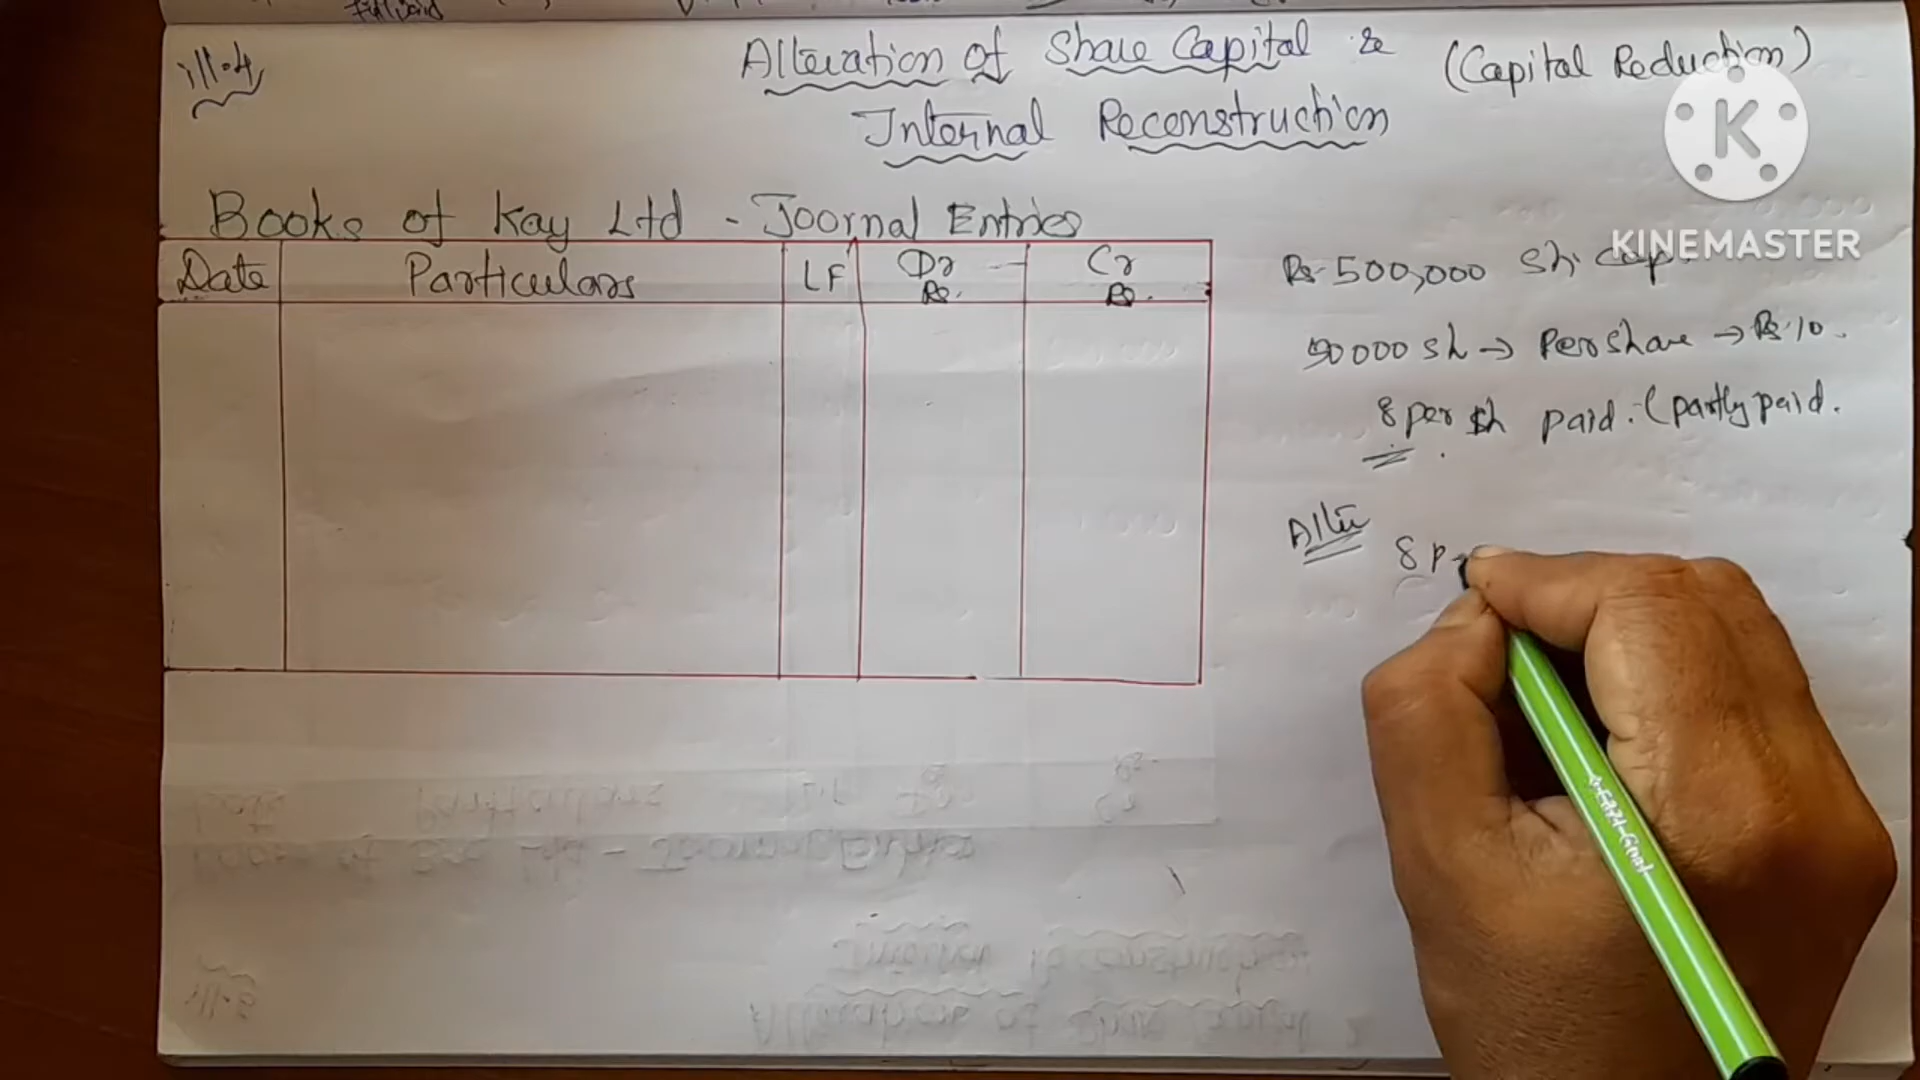 ill.4
Alteration of Share Capital & (Capital Reduction)
Internal Reconstruction
K
KINEMASTER
Books of Kay Ltd - Journal Entries
Date Particulars LF Dr Rs. Cr Rs.
Rs. 500,000 Sh. cap.
50000 sh → Per share → Rs. 10.
8 per sh paid. (partly paid.
Alter
8 P